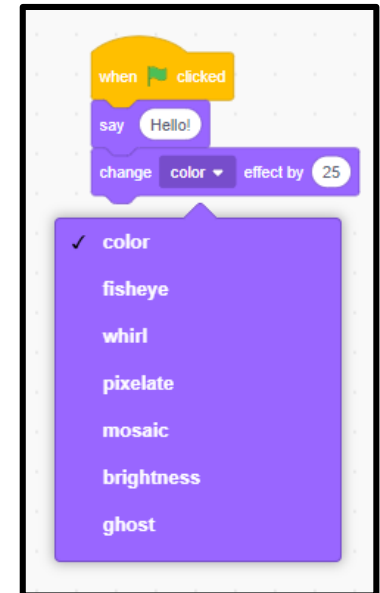 when clicked
say Hello!
change color effect by 25
✓ color
fisheye
whirl
pixelate
mosaic
brightness
ghost